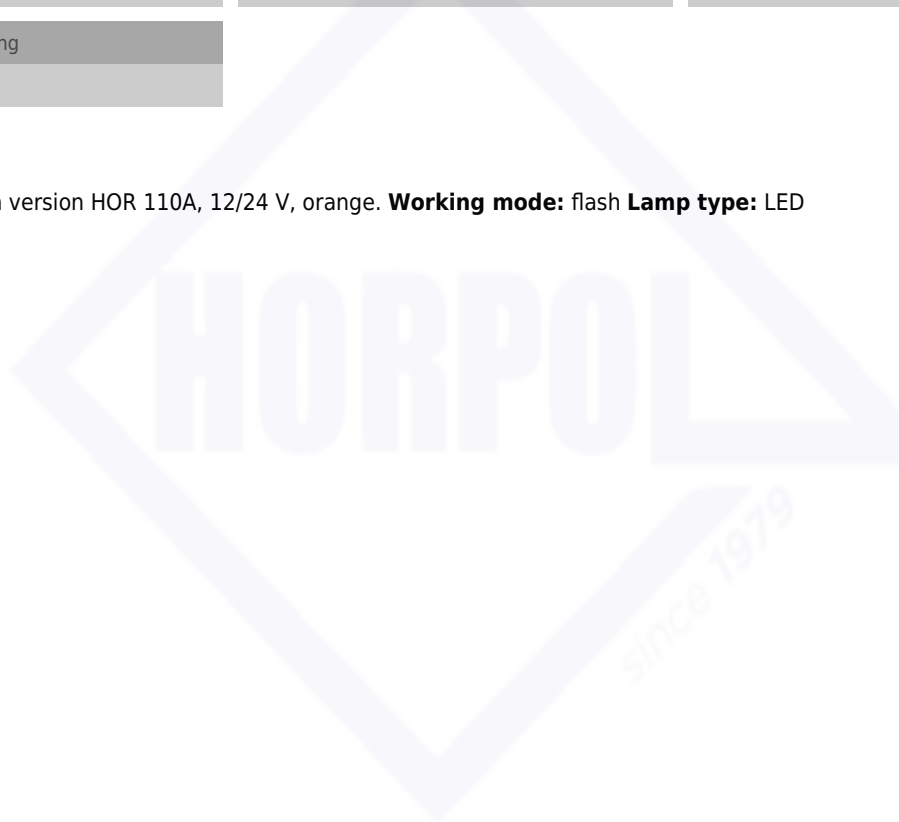 ng
version HOR 110A, 12/24 V, orange. Working mode: flash Lamp type: LED
HORPOL
since 1979